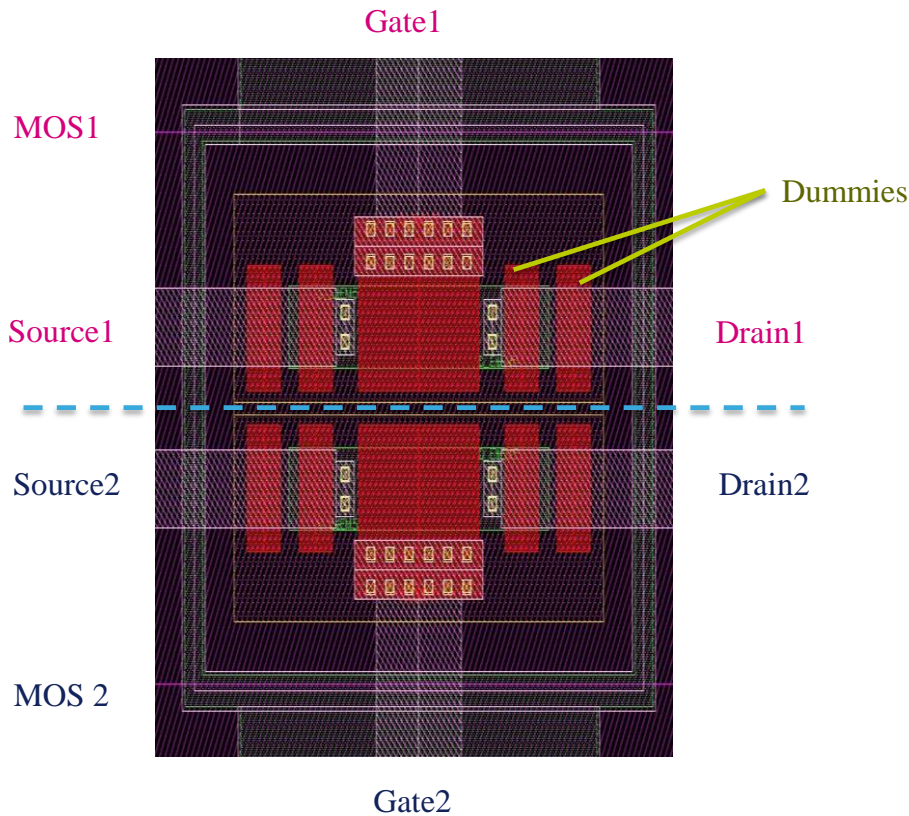 Gate1
MOS1
Dummies
Source1
Drain1
Source2
Drain2
MOS 2
Gate2